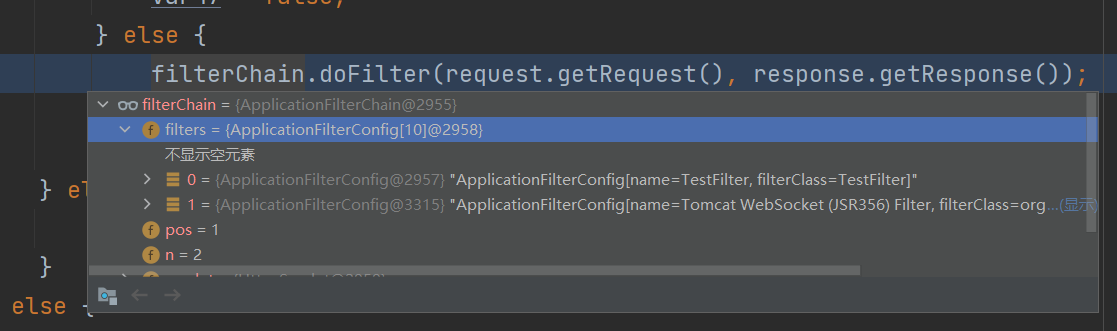 } else {
filterChain.doFilter(request.getRequest(), response.getResponse());
filterChain = {ApplicationFilterChain@2955}
filters = {ApplicationFilterConfig[10]@2958}
不显示空元素
0 = {ApplicationFilterConfig@2957} "ApplicationFilterConfig[name=TestFilter, filterClass=TestFilter]"
} el
1 = {ApplicationFilterConfig@3315} "ApplicationFilterConfig[name=Tomcat WebSocket (JSR356) Filter, filterClass=org...(显示)
pos = 1
n = 2
}
else {